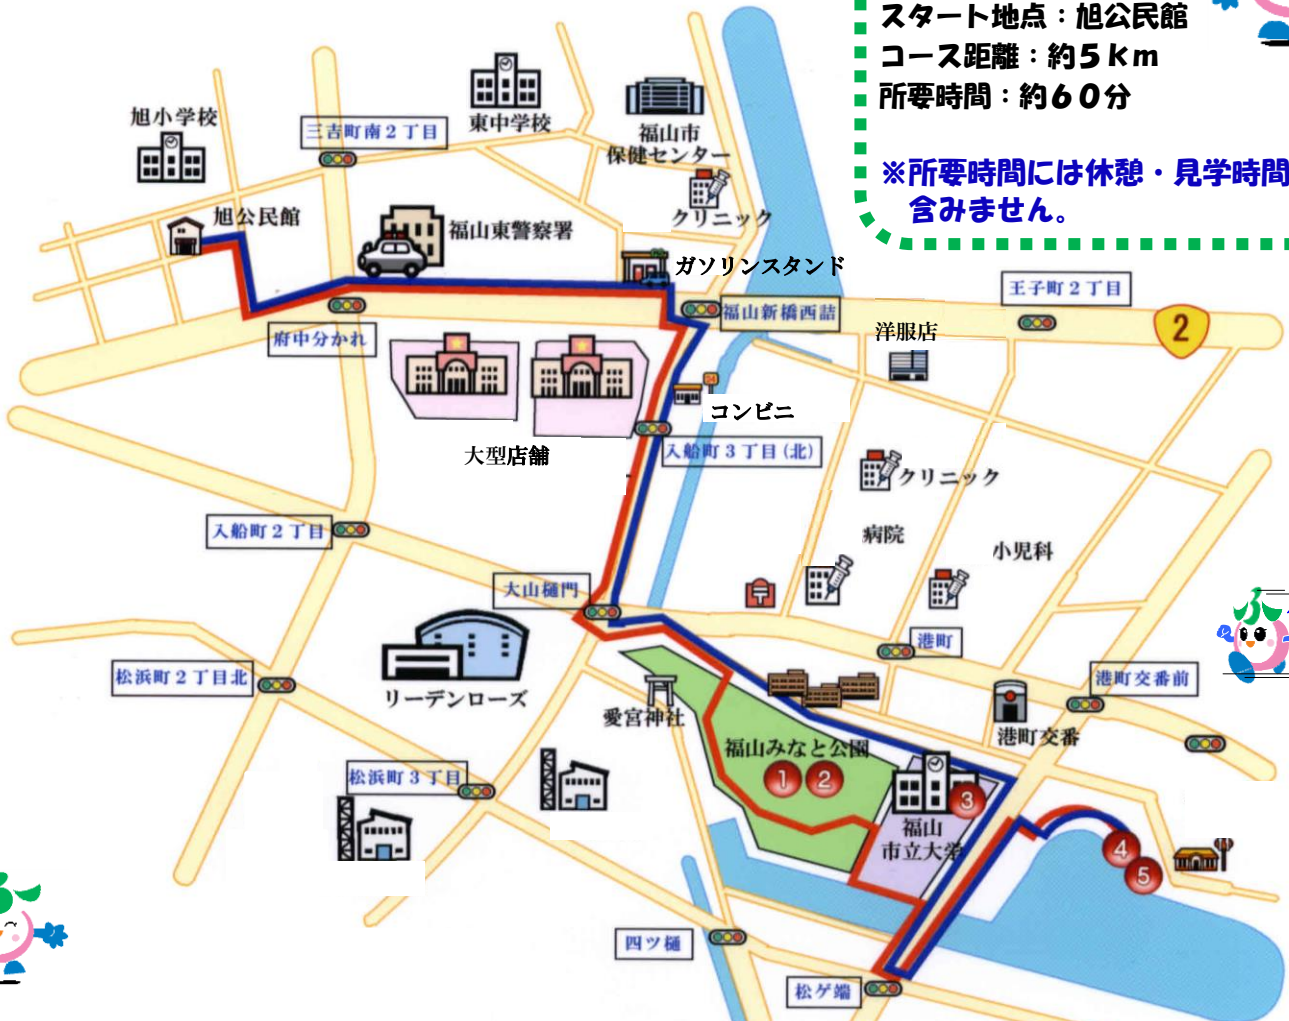 スタート地点：旭公民館
コース距離：約５ｋｍ
所要時間：約６０分
※所要時間には休憩・見学時間
含みません。
旭小学校
三吉町南２丁目
東中学校
福山市
保健センター
クリニック
旭公民館
福山東警察署
ガソリンスタンド
王子町２丁目
福山新橋西詰
2
府中分かれ
洋服店
コンビニ
大型店舗
入船町３丁目（北）
クリニック
入船町２丁目
病院
小児科
大山樋門
港町
松浜町２丁目北
リーデンローズ
愛宮神社
港町交番前
港町交番
福山みなと公園
1
2
松浜町３丁目
3
福山
市立大学
4
5
四ツ樋
松ゲ端